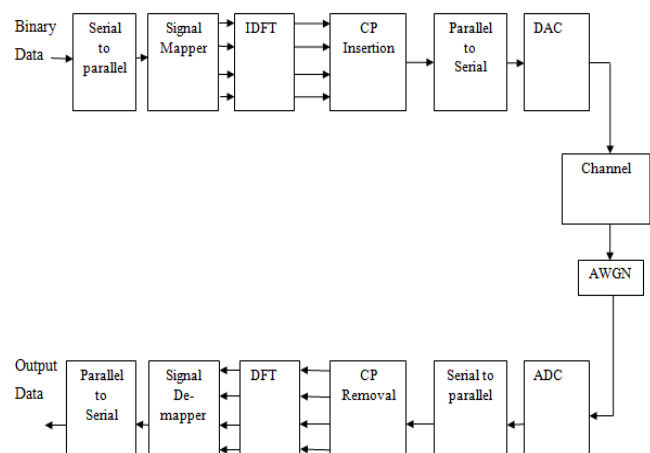 Binary
Data
Serial
to
parallel
Signal
Mapper
IDFT
CP
Insertion
Parallel
to
Serial
DAC
Channel
AWGN
Output
Data
Parallel
to
Serial
Signal
De-
mapper
DFT
CP
Removal
Serial to
parallel
ADC